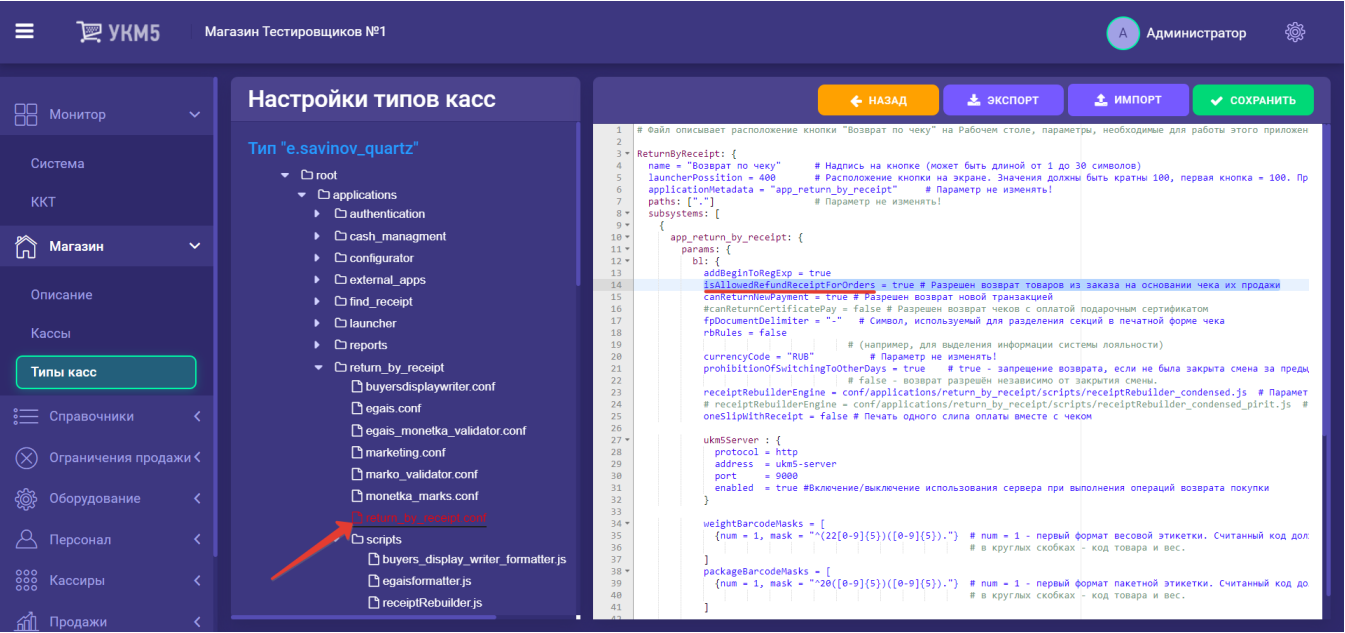 УКМ5
Магазин Тестировщиков №1
А
Администратор
Монитор
Система
ККТ
Магазин
Описание
Кассы
Типы касс
Справочники
Ограничения продажи
Оборудование
Персонал
Кассиры
Продажи
Настройки типов касс
Тип "e.savinov_quartz"
root
applications
authentication
cash_managment
configurator
external_apps
find_receipt
launcher
reports
return_by_receipt
buyersdisplaywriter.conf
egais.conf
egais_monetka_validator.conf
marketing.conf
marko_validator.conf
monetka_marks.conf
return_by_receipt.conf
scripts
buyers_display_writer_formatter.js
egaisformatter.js
receiptRebuilder.js
НАЗАД
ЭКСПОРТ
ИМПОРТ
СОХРАНИТЬ
1 # Файл описывает расположение кнопки "Возврат по чеку" на Рабочем столе, параметры, необходимые для работы этого приложен
2
3 ReturnByReceipt: {
4 name = "Возврат по чеку" # Надпись на кнопке (может быть длиной от 1 до 30 символов)
5 launcherPossition = 400 # Расположение кнопки на экране. Значения должны быть кратны 100, первая кнопка = 100. Пр
6 applicationMetadata = "app_return_by_receipt" # Параметр не изменять!
7 paths: ["."] # Параметр не изменять!
8 subsystems: [
9 {
10 app_return_by_receipt: {
11 params: {
12 bl: {
13 addBeginToRegExp = true
14 isAllowedRefundReceiptForOrders = true # Разрешен возврат товаров из заказа на основании чека их продажи
15 canReturnNewPayment = true # Разрешен возврат новой транзакцией
16 #canReturnCertificatePay = false # Разрешен возврат чеков с оплатой подарочным сертификатом
17 fpDocumentDelimiter = "-" # Символ, используемый для разделения секций в печатной форме чека
18 rbRules = false
19 # (например, для выделения информации системы лояльности)
20 currencyCode = "RUB" # Параметр не изменять!
21 prohibitionOfSwitchingToOtherDays = true # true - запрещение возврата, если не была закрыта смена за преды
22 # false - возврат разрешён независимо от закрытия смены.
23 receiptRebuilderEngine = conf/applications/return_by_receipt/scripts/receiptRebuilder_condensed.js # Парамет
24 # receiptRebuilderEngine = conf/applications/return_by_receipt/scripts/receiptRebuilder_condensed_pirit.js #
25 oneSlipWithReceipt = false # Печать одного слипа оплаты вместе с чеком
26
27 ukm5Server : {
28 protocol = http
29 address = ukm5-server
30 port = 9000
31 enabled = true #Включение/выключение использования сервера при выполнения операций возврата покупки
32 }
33
34 weightBarcodeMasks = [
35 {num = 1, mask = "^(22[0-9]{5})([0-9]{5})."} # num = 1 - первый формат весовой этикетки. Считанный код дол
36 # в круглых скобках - код товара и вес.
37 ]
38 packageBarcodeMasks = [
39 {num = 1, mask = "^20([0-9]{5})([0-9]{5})."} # num = 1 - первый формат пакетной этикетки. Считанный код до
40 # в круглых скобках - код товара и вес.
41 ]
42